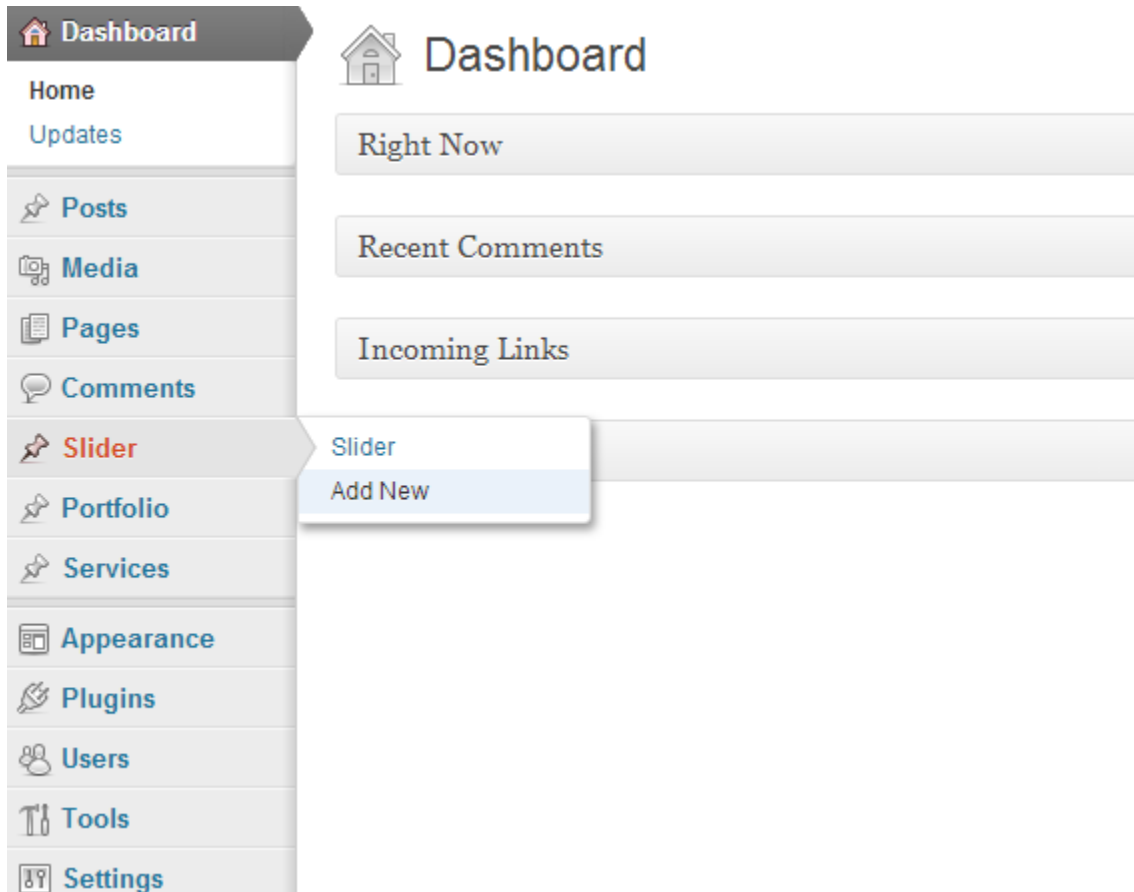 Dashboard
Home
Updates
Posts
Media
Pages
Comments
Slider
Portfolio
Services
Appearance
Plugins
Users
Tools
Settings
Dashboard
Right Now
Recent Comments
Incoming Links
Slider
Add New